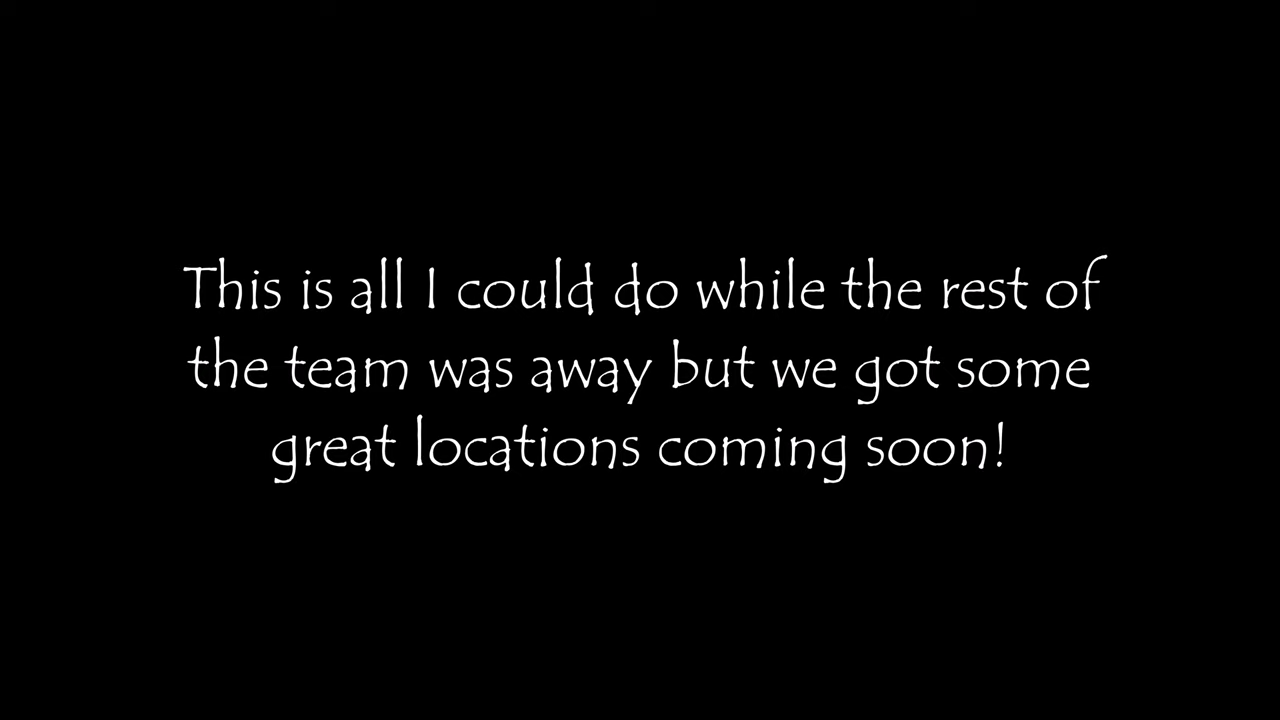 This is all I could do while the rest of
the team was away but we got some
great locations coming soon!